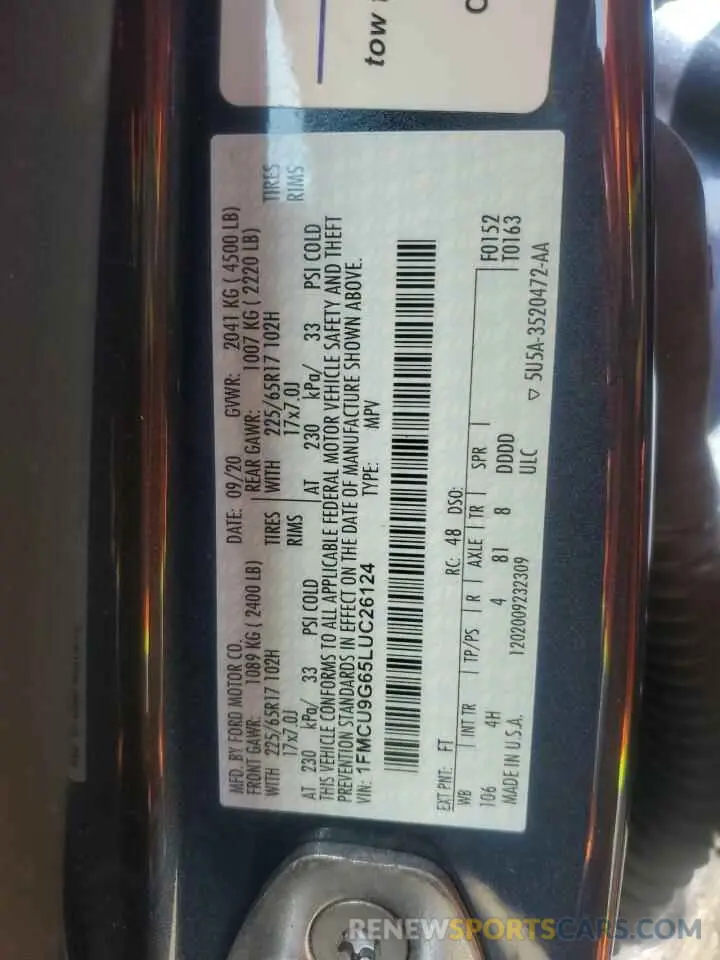 tow
MFD. BY FORD MOTOR CO. DATE: 09/20 GVWR: 2041 KG ( 4500 LB)
FRONT GAWR: 1089 KG ( 2400 LB) REAR GAWR: 1007 KG ( 2220 LB)
WITH 225/65R17 102H TIRES WITH 225/65R17 102H TIRES
17x7.0J RIMS 17x7.0J RIMS
AT 230 kPa/ 33 PSI COLD AT 230 kPa/ 33 PSI COLD
THIS VEHICLE CONFORMS TO ALL APPLICABLE FEDERAL MOTOR VEHICLE SAFETY AND THEFT
PREVENTION STANDARDS IN EFFECT ON THE DATE OF MANUFACTURE SHOWN ABOVE.
VIN: 1FMCU9G65LUC26124 TYPE: MPV
EXT PNT: FT RC: 48 DSO:
WB INT TR TP/PS R AXLE TR SPR F0152
106 4H 4 81 8 DDDD T0163
MADE IN U.S.A. 1202009232309 ULC
▽ 5U5A-3520472-AA
RENEWSPORTSCARS.COM